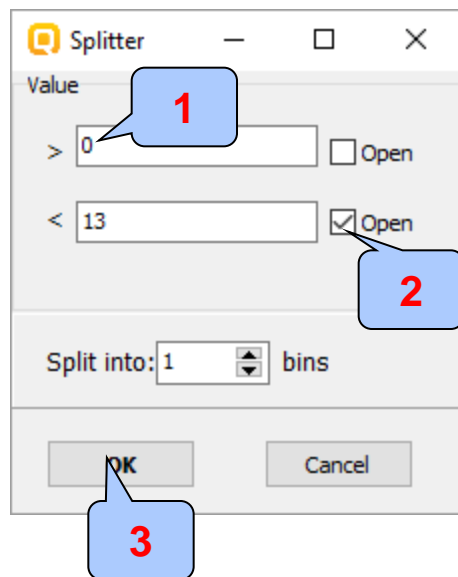 Splitter
Value
1
> 0 Open
< 13 Open
2
Split into: 1 bins
OK Cancel
3